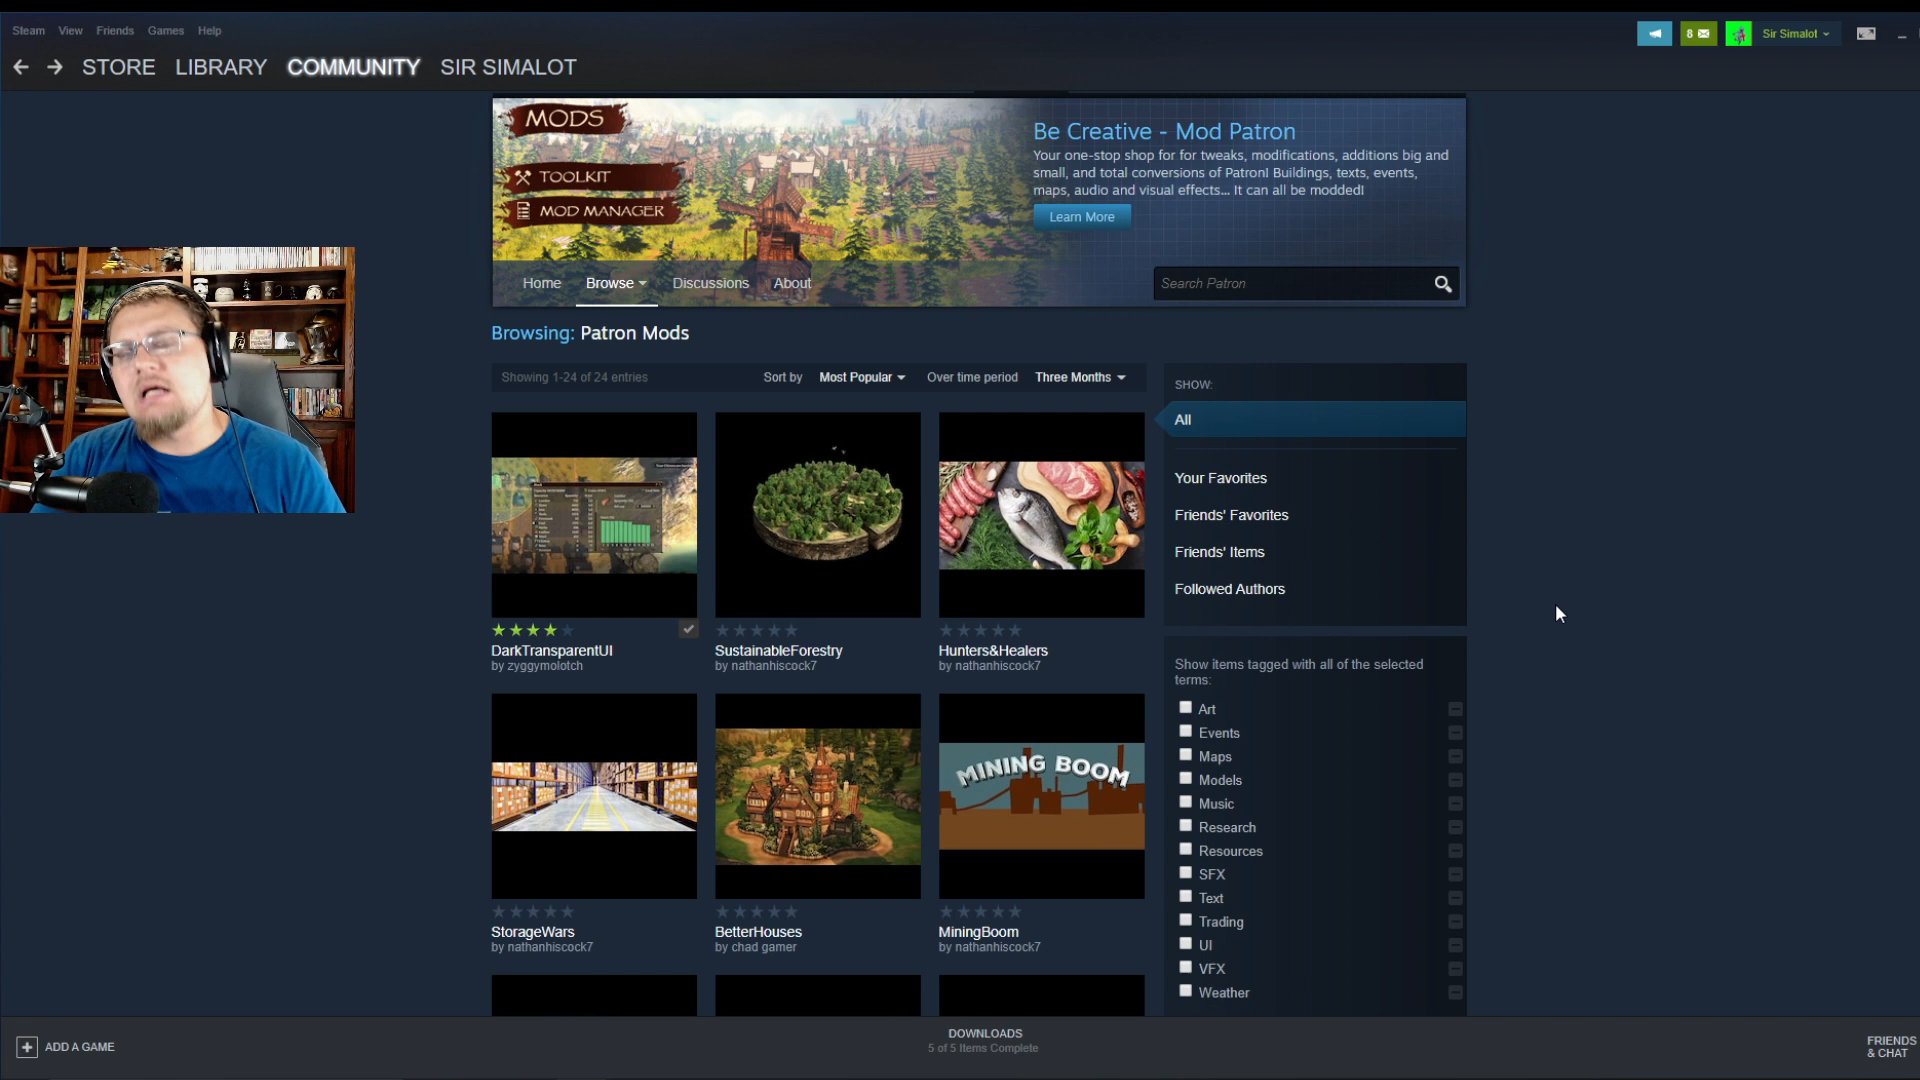 Steam View Friends Games Help
8 Sir Simalot
STORE LIBRARY COMMUNITY SIR SIMALOT
MODS
TOOLKIT
MOD MANAGER
Be Creative - Mod Patron
Your one-stop shop for for tweaks, modifications, additions big and
small, and total conversions of Patron! Buildings, texts, events,
maps, audio and visual effects... It can all be modded!
Learn More
Home Browse Discussions About
Search Patron
Browsing: Patron Mods
Showing 1-24 of 24 entries
Sort by Most Popular Over time period Three Months
SHOW:
All
Your Favorites
Friends' Favorites
Friends' Items
Followed Authors
DarkTransparentUI
by zyggymolotch
SustainableForestry
by nathanhiscock7
Hunters&Healers
by nathanhiscock7
MINING BOOM
StorageWars
by nathanhiscock7
BetterHouses
by chad gamer
MiningBoom
by nathanhiscock7
Show items tagged with all of the selected
terms:
Art
Events
Maps
Models
Music
Research
Resources
SFX
Text
Trading
UI
VFX
Weather
ADD A GAME
DOWNLOADS
5 of 5 Items Complete
FRIENDS
& CHAT